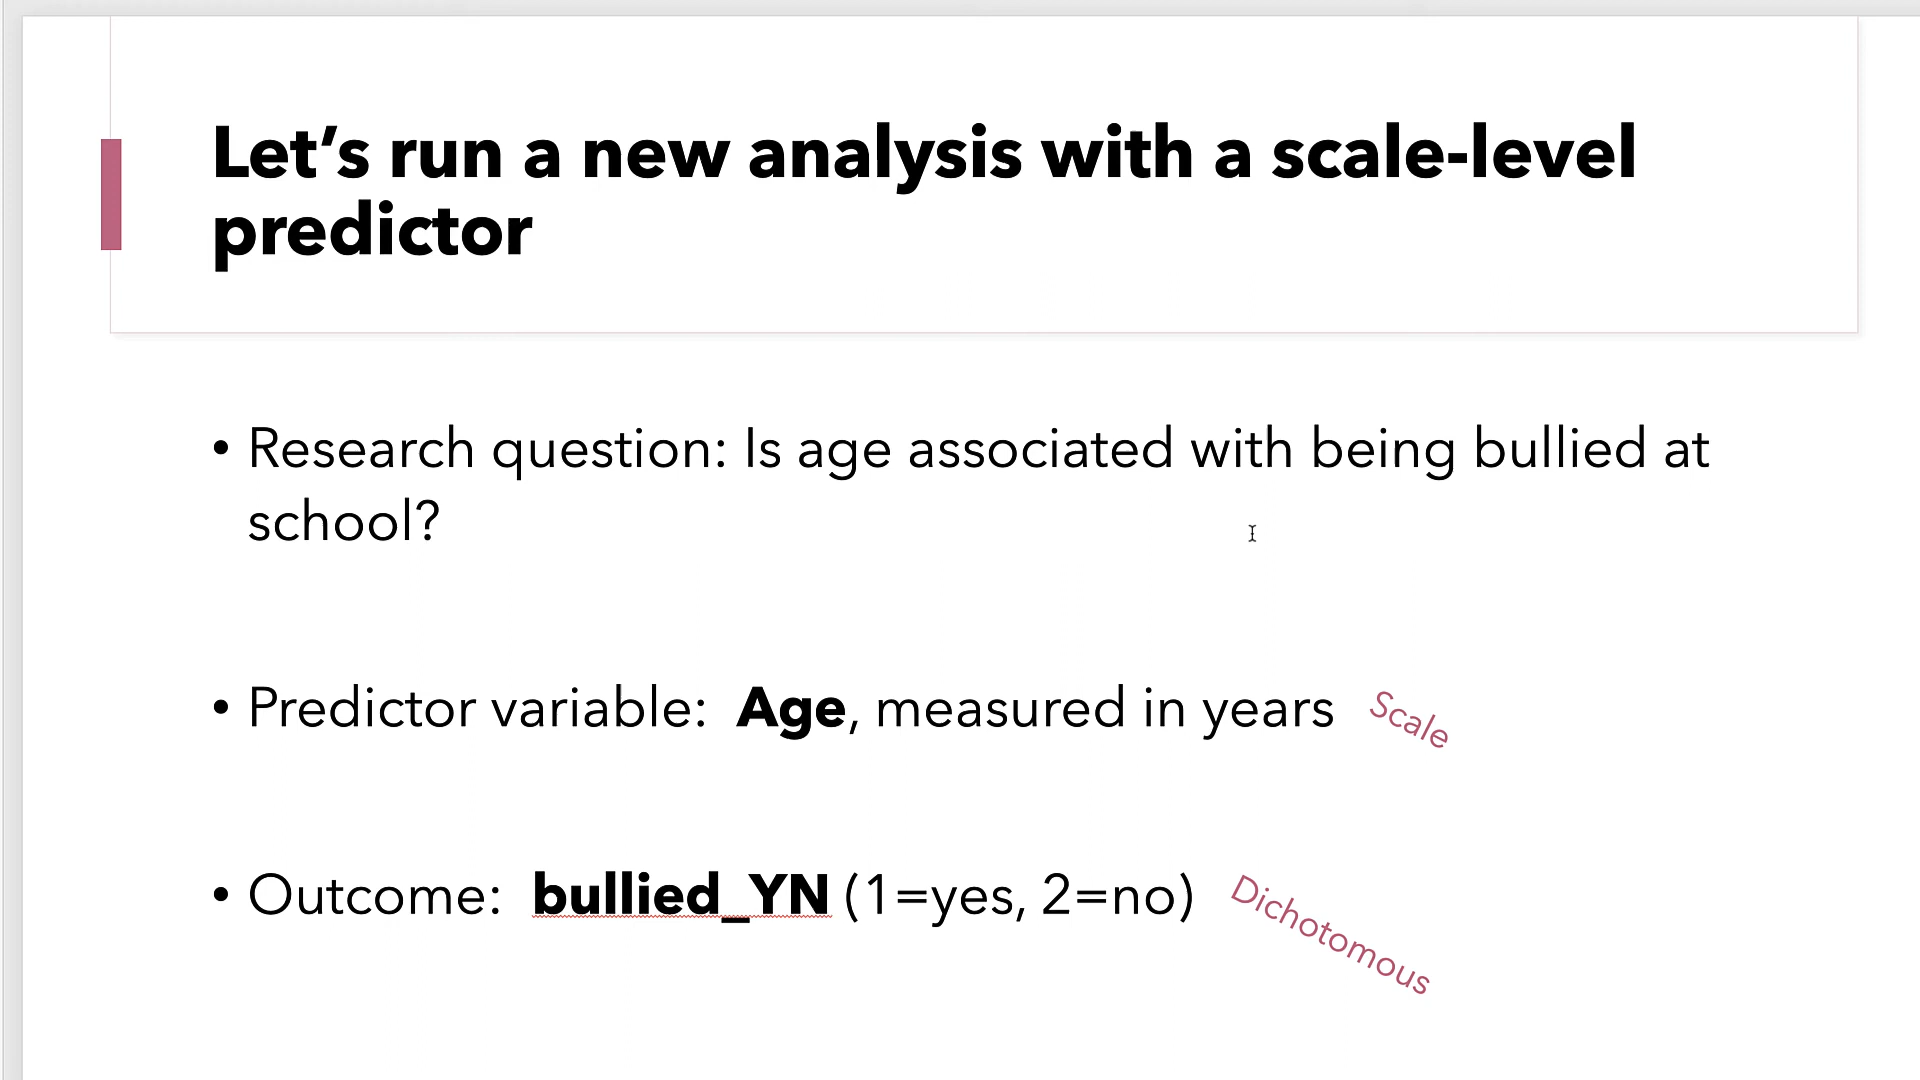 Let’s run a new analysis with a scale-level
predictor
• Research question: Is age associated with being bullied at
school?
• Predictor variable: Age, measured in years
Scale
• Outcome: bullied_YN (1=yes, 2=no)
Dichotomous